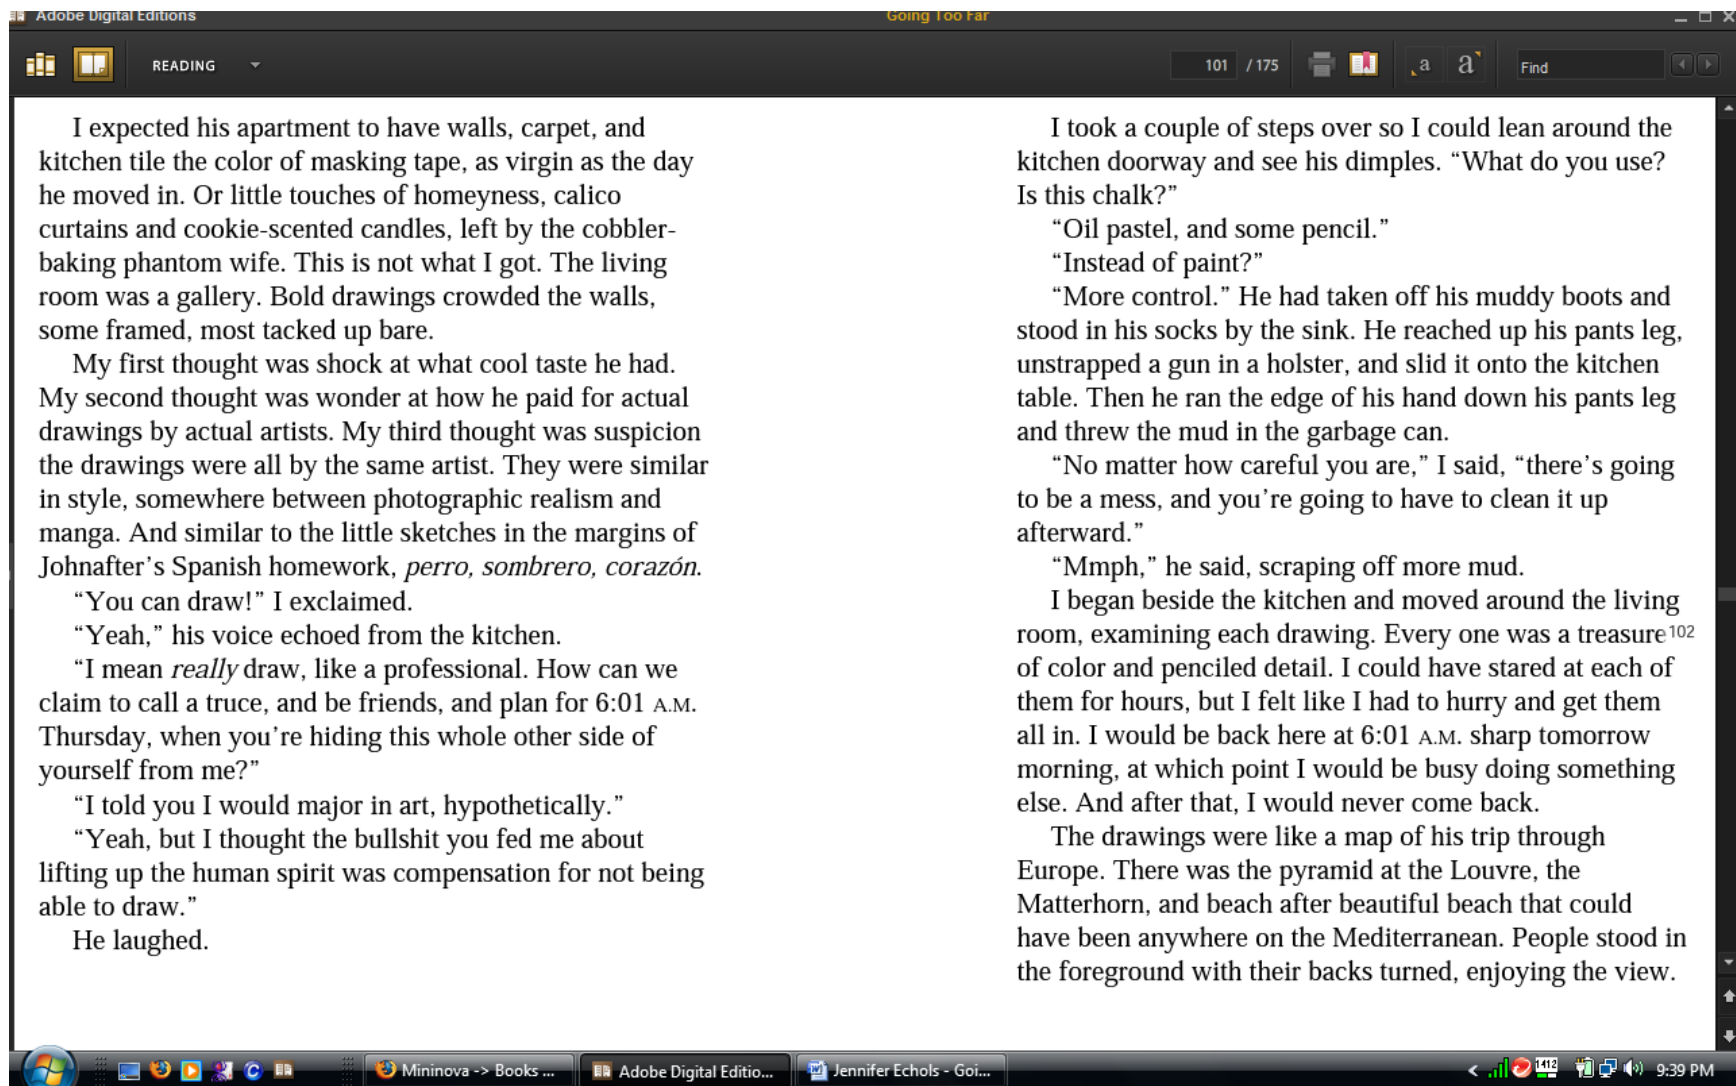 Adobe Digital Editions
Going Too Far
READING
101 / 175
a
a
Find
I expected his apartment to have walls, carpet, and
kitchen tile the color of masking tape, as virgin as the day
he moved in. Or little touches of homeyness, calico
curtains and cookie-scented candles, left by the cobbler-
baking phantom wife. This is not what I got. The living
room was a gallery. Bold drawings crowded the walls,
some framed, most tacked up bare.
My first thought was shock at what cool taste he had.
My second thought was wonder at how he paid for actual
drawings by actual artists. My third thought was suspicion
the drawings were all by the same artist. They were similar
in style, somewhere between photographic realism and
manga. And similar to the little sketches in the margins of
Johnafter’s Spanish homework, perro, sombrero, corazón.
“You can draw!” I exclaimed.
“Yeah,” his voice echoed from the kitchen.
“I mean really draw, like a professional. How can we
claim to call a truce, and be friends, and plan for 6:01 A.M.
Thursday, when you’re hiding this whole other side of
yourself from me?”
“I told you I would major in art, hypothetically.”
“Yeah, but I thought the bullshit you fed me about
lifting up the human spirit was compensation for not being
able to draw.”
He laughed.
I took a couple of steps over so I could lean around the
kitchen doorway and see his dimples. “What do you use?
Is this chalk?”
“Oil pastel, and some pencil.”
“Instead of paint?”
“More control.” He had taken off his muddy boots and
stood in his socks by the sink. He reached up his pants leg,
unstrapped a gun in a holster, and slid it onto the kitchen
table. Then he ran the edge of his hand down his pants leg
and threw the mud in the garbage can.
“No matter how careful you are,” I said, “there’s going
to be a mess, and you’re going to have to clean it up
afterward.”
“Mmph,” he said, scraping off more mud.
I began beside the kitchen and moved around the living
room, examining each drawing. Every one was a treasure 102
of color and penciled detail. I could have stared at each of
them for hours, but I felt like I had to hurry and get them
all in. I would be back here at 6:01 A.M. sharp tomorrow
morning, at which point I would be busy doing something
else. And after that, I would never come back.
The drawings were like a map of his trip through
Europe. There was the pyramid at the Louvre, the
Matterhorn, and beach after beautiful beach that could
have been anywhere on the Mediterranean. People stood in
the foreground with their backs turned, enjoying the view.
Mininova -> Books ...
Adobe Digital Editio...
Jennifer Echols - Goi...
1412
9:39 PM